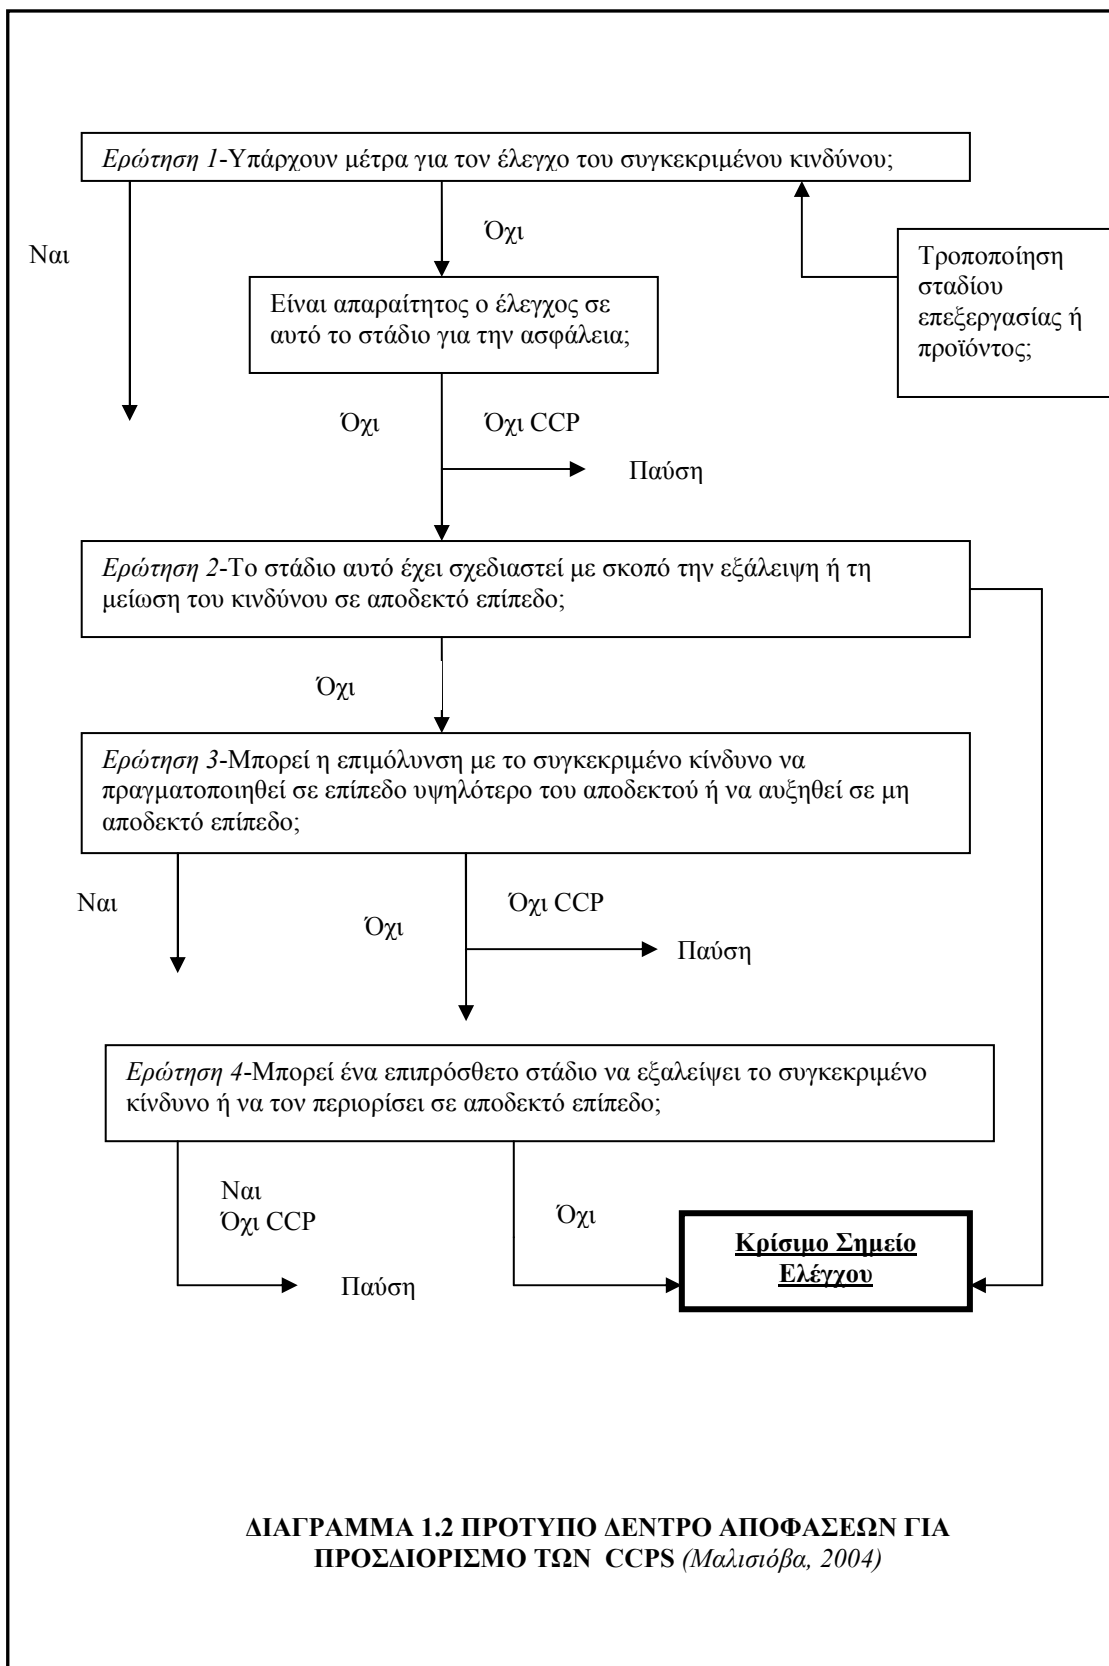 Ερώτηση 1-Υπάρχουν μέτρα για τον έλεγχο του συγκεκριμένου κινδύνου;
Ναι
Όχι
Τροποποίηση
σταδίου
επεξεργασίας ή
προϊόντος;
Είναι απαραίτητος ο έλεγχος σε
αυτό το στάδιο για την ασφάλεια;
Όχι
Όχι CCP
Παύση
Ερώτηση 2-Το στάδιο αυτό έχει σχεδιαστεί με σκοπό την εξάλειψη ή τη
μείωση του κινδύνου σε αποδεκτό επίπεδο;
Όχι
Ερώτηση 3-Μπορεί η επιμόλυνση με το συγκεκριμένο κίνδυνο να
πραγματοποιηθεί σε επίπεδο υψηλότερο του αποδεκτού ή να αυξηθεί σε μη
αποδεκτό επίπεδο;
Ναι
Όχι
Όχι CCP
Παύση
Ερώτηση 4-Μπορεί ένα επιπρόσθετο στάδιο να εξαλείψει το συγκεκριμένο
κίνδυνο ή να τον περιορίσει σε αποδεκτό επίπεδο;
Ναι
Όχι CCP
Παύση
Όχι
Κρίσιμο Σημείο
Ελέγχου
ΔΙΑΓΡΑΜΜΑ 1.2 ΠΡΟΤΥΠΟ ΔΕΝΤΡΟ ΑΠΟΦΑΣΕΩΝ ΓΙΑ
ΠΡΟΣΔΙΟΡΙΣΜΟ ΤΩΝ CCPS (Μαλισιόβα, 2004)